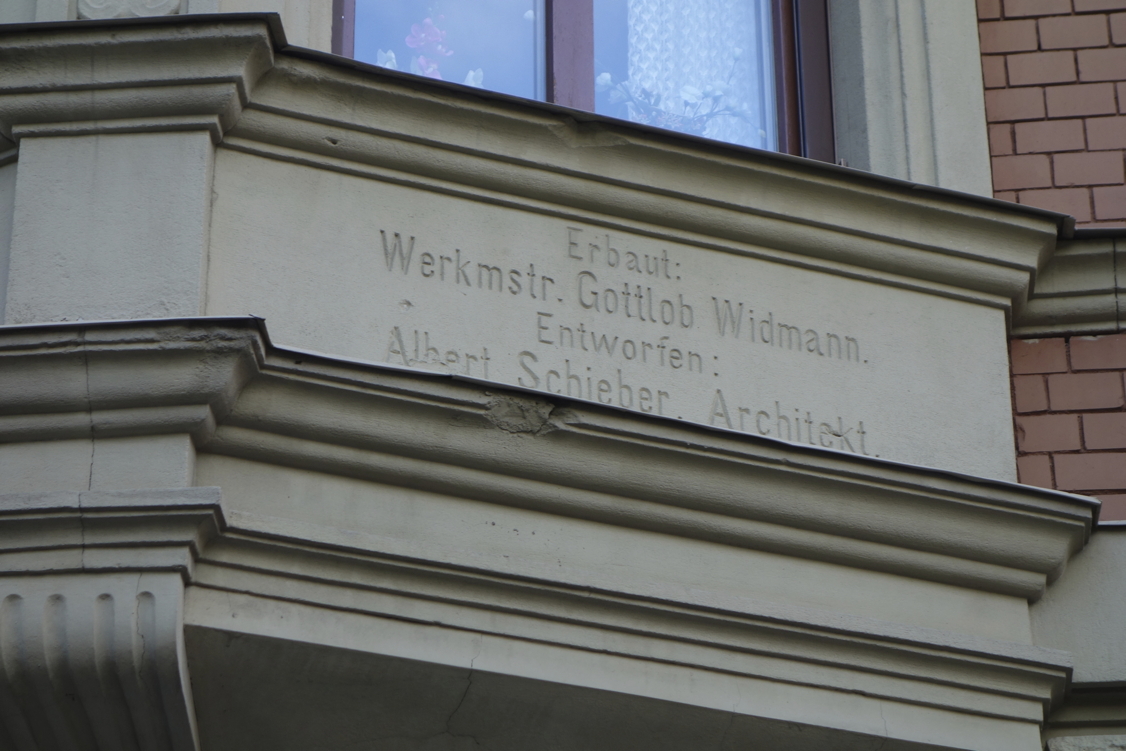 Erbaut:
Werkmstr. Gottlob Widmann.
Entworfen:
Albert Schieber, Architekt.